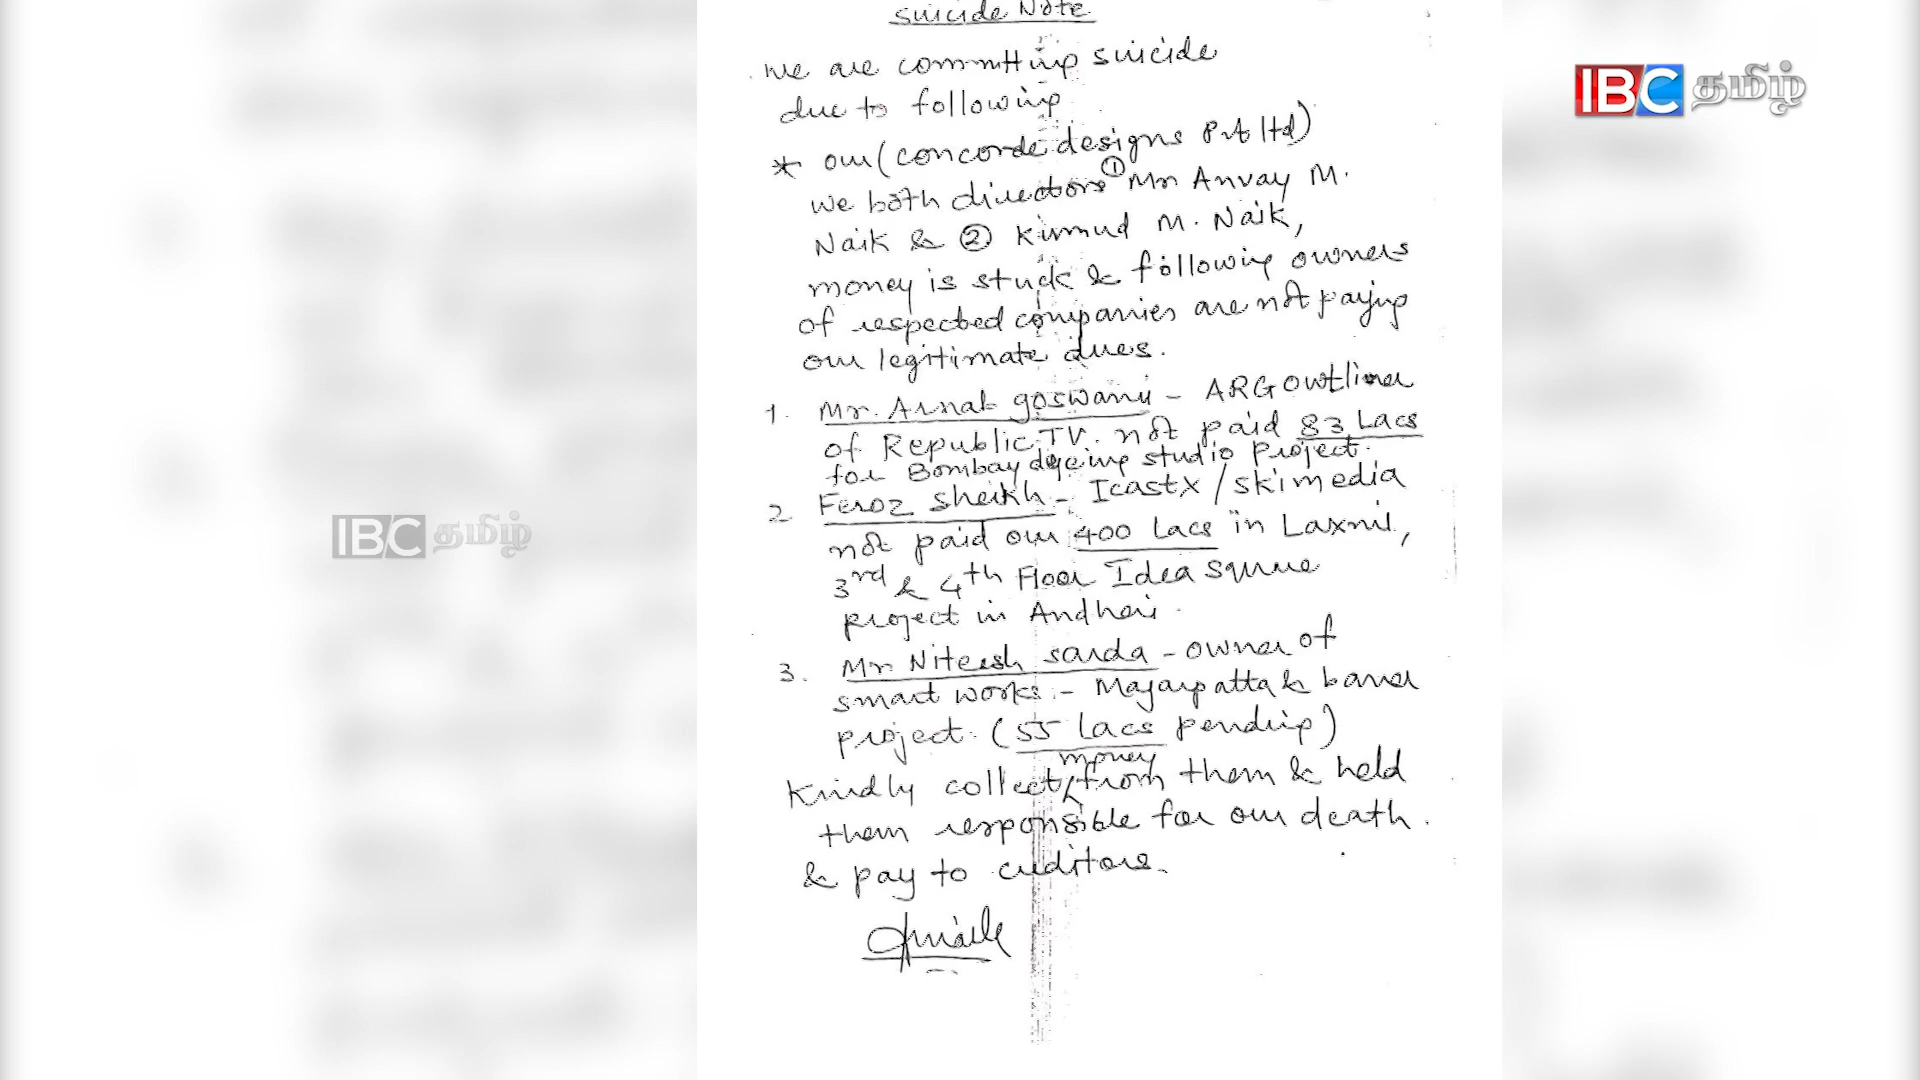 suicide Note
We are committing suicide
due to following
* our (concorde designs Pvt ltd)
we both directors ① Mr Anvay M.
Naik & ② Kumud M. Naik,
money is stuck & following owners
of respected companies are not paying
our legitimate dues.
1. Mr. Arnab goswami - ARG Outlier
of Republic TV. not paid 83 Lacs
for Bombay dyeing studio project.
2 Feroz sheikh - Icastx / skimedia
not paid our 400 lacs in Laxmi,
3rd & 4th Floor Idea square
project in Andheri.
3. Mr Niteish sarda - owner of
smart works - Magarpatta & baner
project. (55 lacs pending)
Kindly collect money from them & held
them responsible for our death.
& pay to creditors.
IBC தமிழ்
IBC தமிழ்